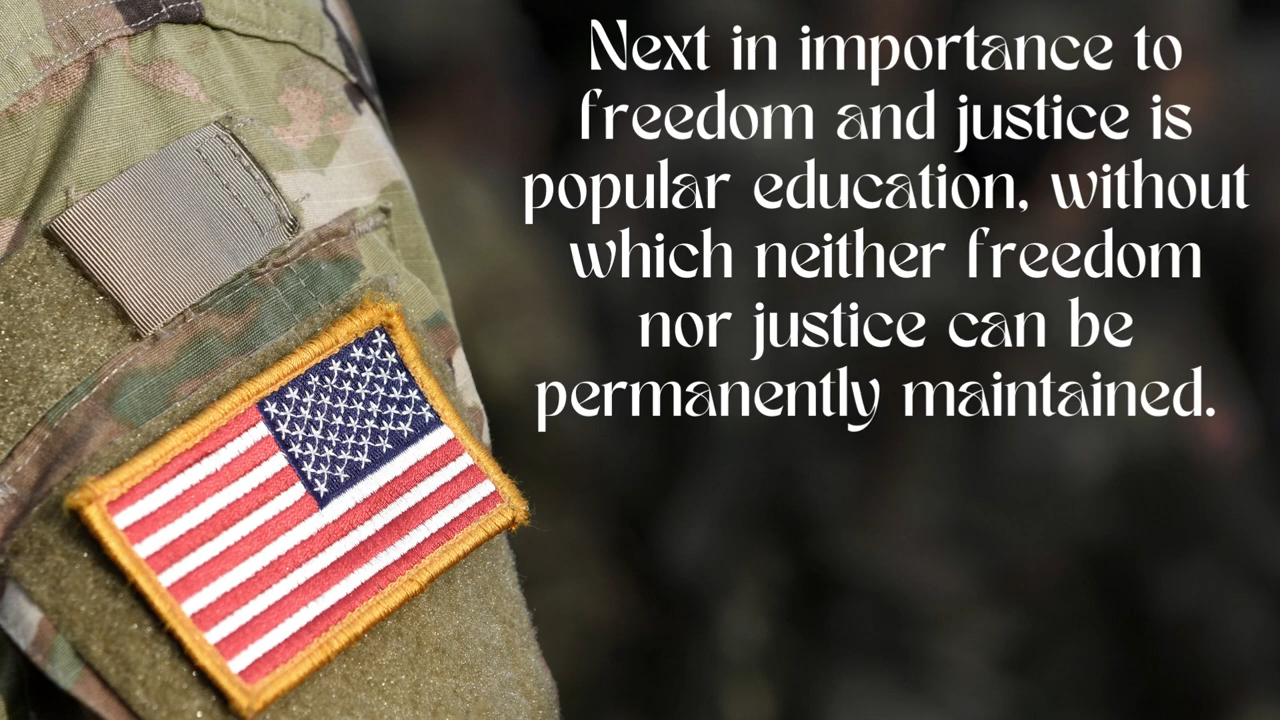 Next in importance to
freedom and justice is
popular education, without
which neither freedom
nor justice can be
permanently maintained.